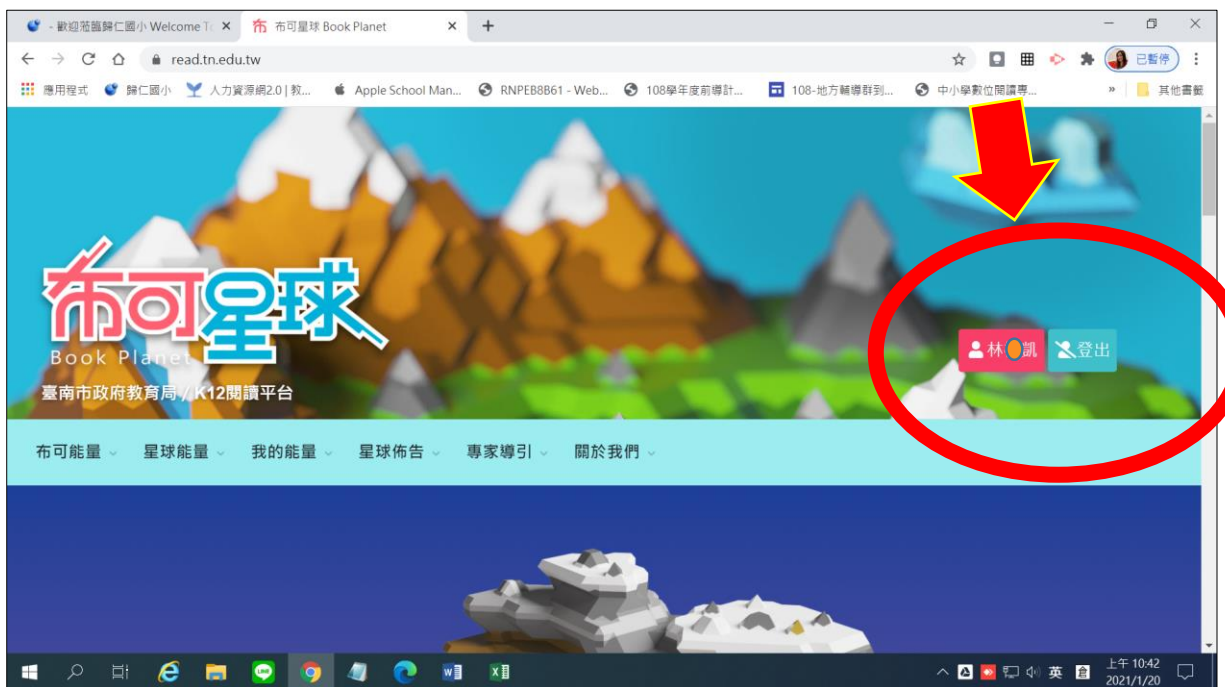 - 歡迎蒞臨歸仁國小 Welcome T
布可星球 Book Planet
read.tn.edu.tw
已暫停
應用程式 歸仁國小 人力資源網2.0 | 教... Apple School Man... RNPEB8B61 - Web... 108學年度前導計... 108-地方輔導群到... 中小學數位閱讀專... » 其他書籤
布可星球
Book Planet
臺南市政府教育局 // K12閱讀平台
林 凱 登出
布可能量 星球能量 我的能量 星球佈告 專家導引 關於我們
英 倉 上午 10:42
2021/1/20